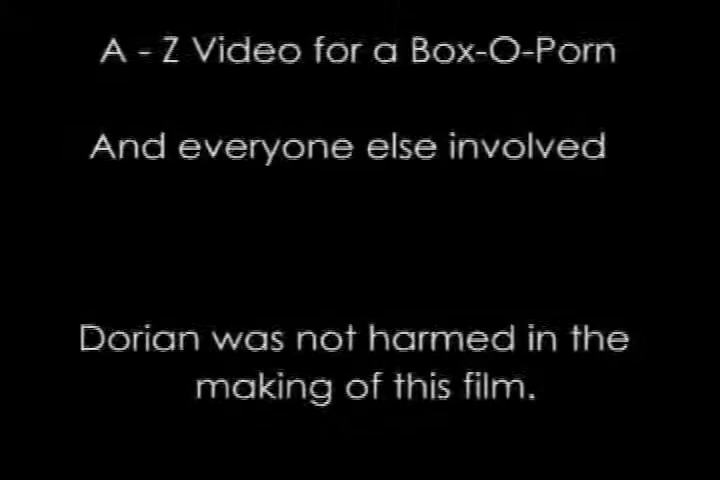 A - Z Video for a Box-O-Porn
And everyone else involved
Dorian was not harmed in the
making of this film.